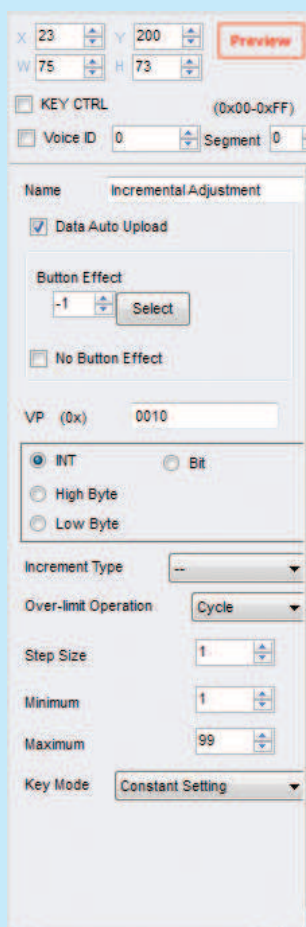 X 23 Y 200 Preview
W 75 H 73
KEY CTRL (0x00-0xFF)
Voice ID 0 Segment 0
Name Incremental Adjustment
Data Auto Upload
Button Effect
-1 Select
No Button Effect
VP (0x) 0010
INT Bit
High Byte
Low Byte
Increment Type --
Over-limit Operation Cycle
Step Size 1
Minimum 1
Maximum 99
Key Mode Constant Setting